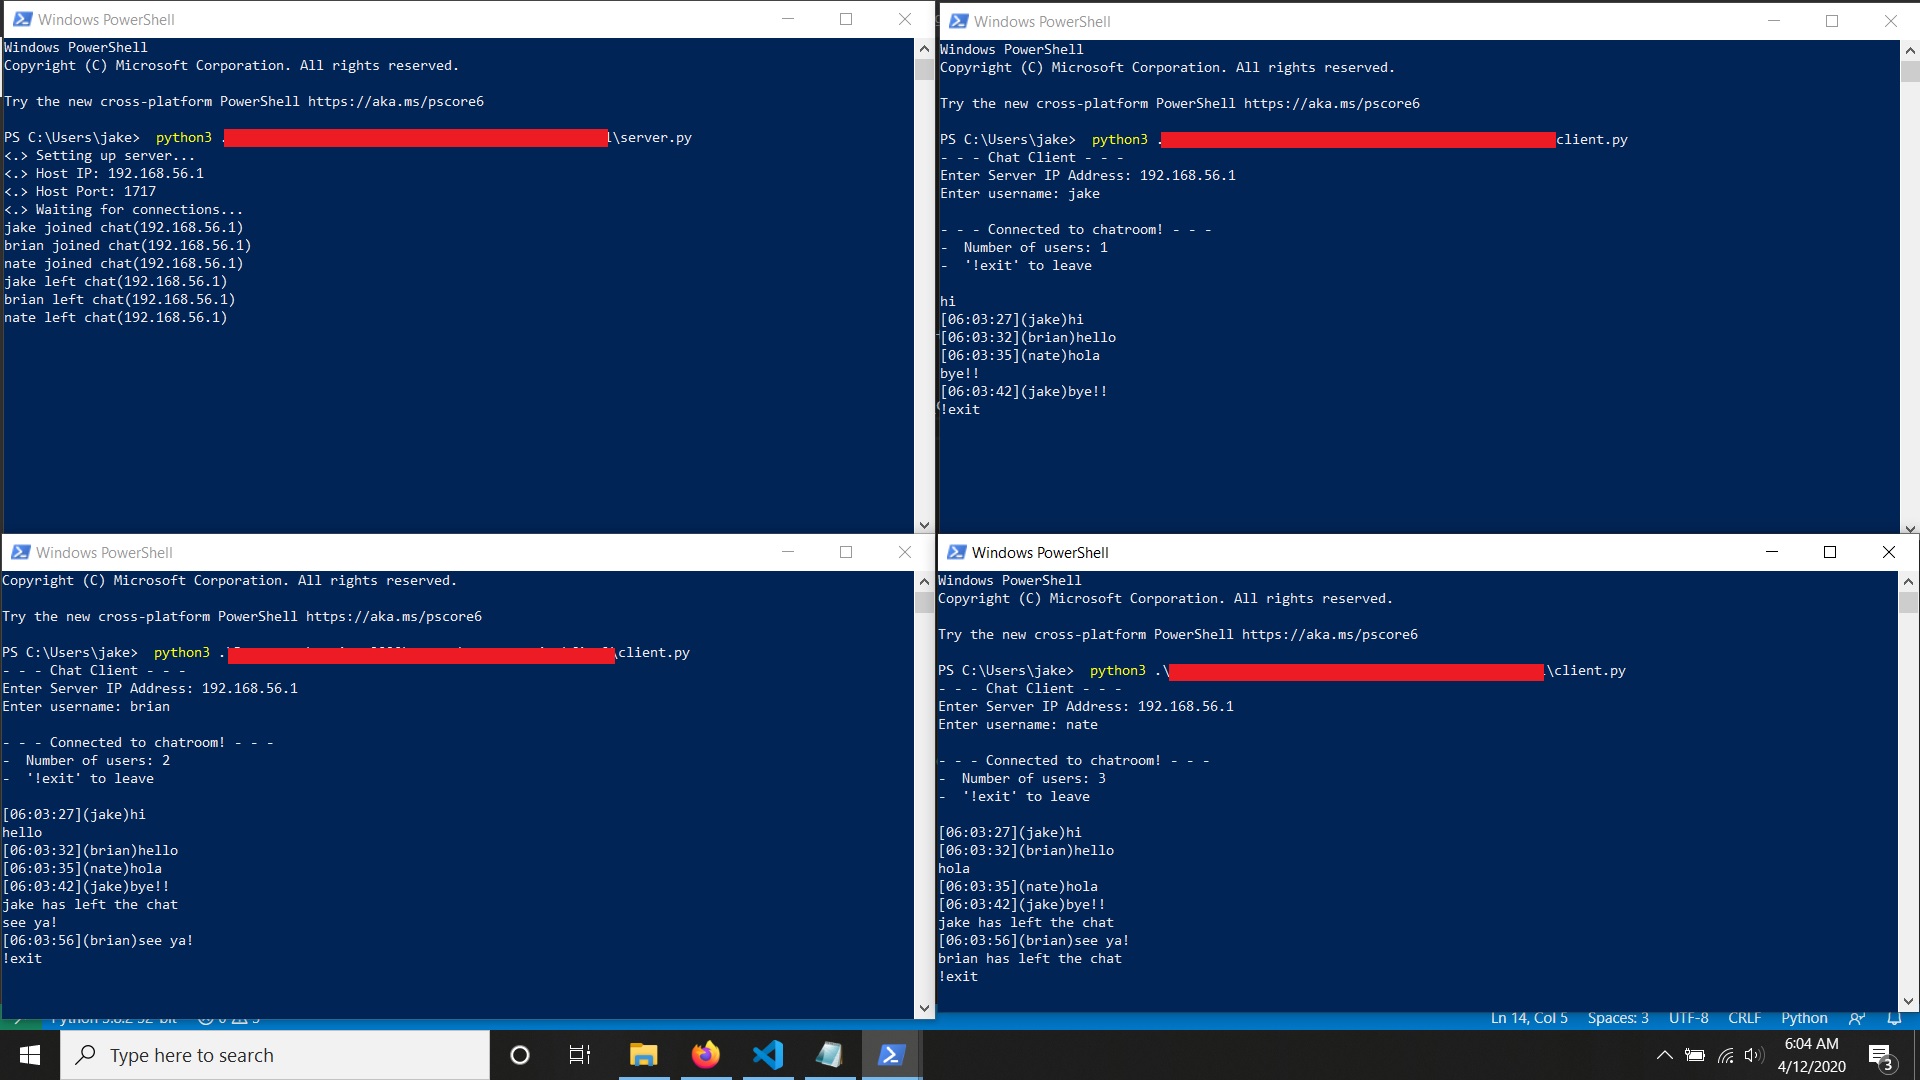 Windows PowerShell
Windows PowerShell
Copyright (C) Microsoft Corporation. All rights reserved.
Try the new cross-platform PowerShell https://aka.ms/pscore6
PS C:\Users\jake> python3 . \server.py
<.> Setting up server...
<.> Host IP: 192.168.56.1
<.> Host Port: 1717
<.> Waiting for connections...
jake joined chat(192.168.56.1)
brian joined chat(192.168.56.1)
nate joined chat(192.168.56.1)
jake left chat(192.168.56.1)
brian left chat(192.168.56.1)
nate left chat(192.168.56.1)
Windows PowerShell
Windows PowerShell
Copyright (C) Microsoft Corporation. All rights reserved.
Try the new cross-platform PowerShell https://aka.ms/pscore6
PS C:\Users\jake> python3 . client.py
- - - Chat Client - - -
Enter Server IP Address: 192.168.56.1
Enter username: jake
- - - Connected to chatroom! - - -
- Number of users: 1
- '!exit' to leave
hi
[06:03:27](jake)hi
[06:03:32](brian)hello
[06:03:35](nate)hola
bye!!
[06:03:42](jake)bye!!
!exit
Windows PowerShell
Copyright (C) Microsoft Corporation. All rights reserved.
Try the new cross-platform PowerShell https://aka.ms/pscore6
PS C:\Users\jake> python3 .\ \client.py
- - - Chat Client - - -
Enter Server IP Address: 192.168.56.1
Enter username: brian
- - - Connected to chatroom! - - -
- Number of users: 2
- '!exit' to leave
[06:03:27](jake)hi
hello
[06:03:32](brian)hello
[06:03:35](nate)hola
[06:03:42](jake)bye!!
jake has left the chat
see ya!
[06:03:56](brian)see ya!
!exit
Windows PowerShell
Windows PowerShell
Copyright (C) Microsoft Corporation. All rights reserved.
Try the new cross-platform PowerShell https://aka.ms/pscore6
PS C:\Users\jake> python3 .\ \client.py
- - - Chat Client - - -
Enter Server IP Address: 192.168.56.1
Enter username: nate
- - - Connected to chatroom! - - -
- Number of users: 3
- '!exit' to leave
[06:03:27](jake)hi
[06:03:32](brian)hello
hola
[06:03:35](nate)hola
[06:03:42](jake)bye!!
jake has left the chat
[06:03:56](brian)see ya!
brian has left the chat
!exit
Ln 14, Col 5 Spaces: 3 UTF-8 CRLF Python
Type here to search
6:04 AM
4/12/2020
3